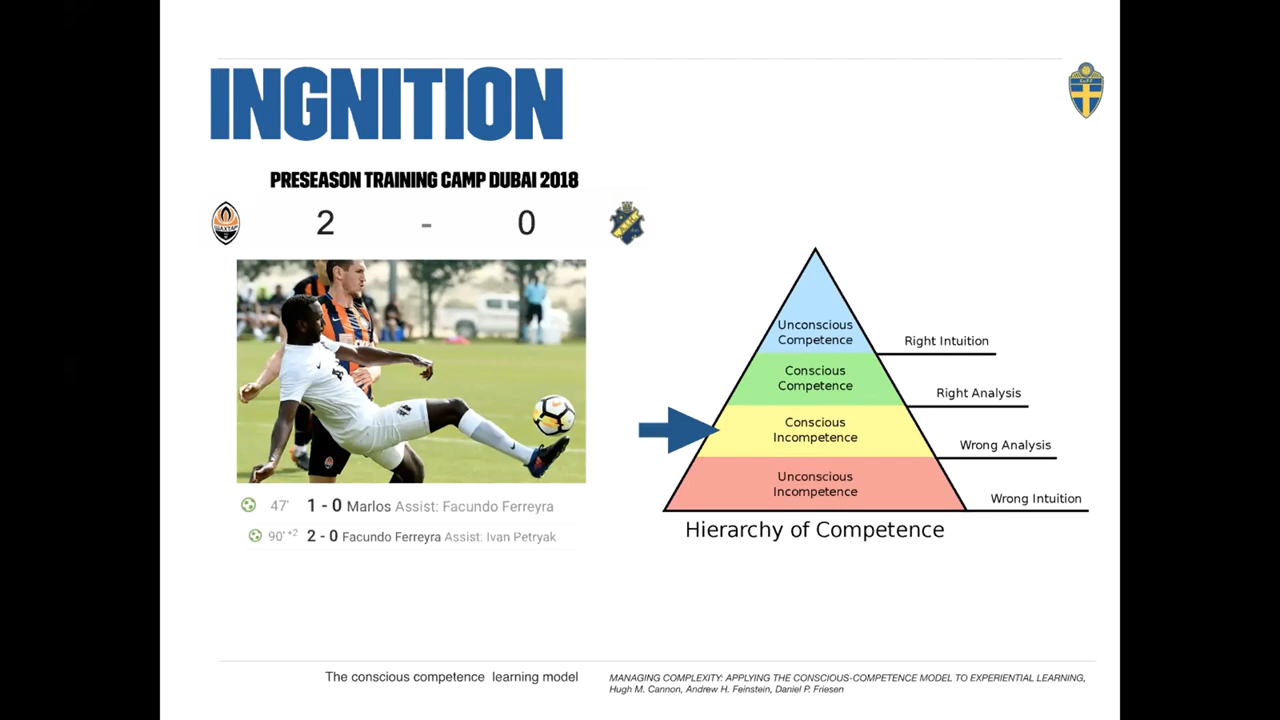 INGNITION
PRESEASON TRAINING CAMP DUBAI 2018
2 - 0
47' 1 - 0 Marlos Assist: Facundo Ferreyra
90' +2 2 - 0 Facundo Ferreyra Assist: Ivan Petryak
Unconscious
Competence
Right Intuition
Conscious
Competence
Right Analysis
Conscious
Incompetence
Wrong Analysis
Unconscious
Incompetence
Wrong Intuition
Hierarchy of Competence
The conscious competence learning model
MANAGING COMPLEXITY: APPLYING THE CONSCIOUS-COMPETENCE MODEL TO EXPERIENTIAL LEARNING,
Hugh M. Cannon, Andrew H. Feinstein, Daniel P. Friesen